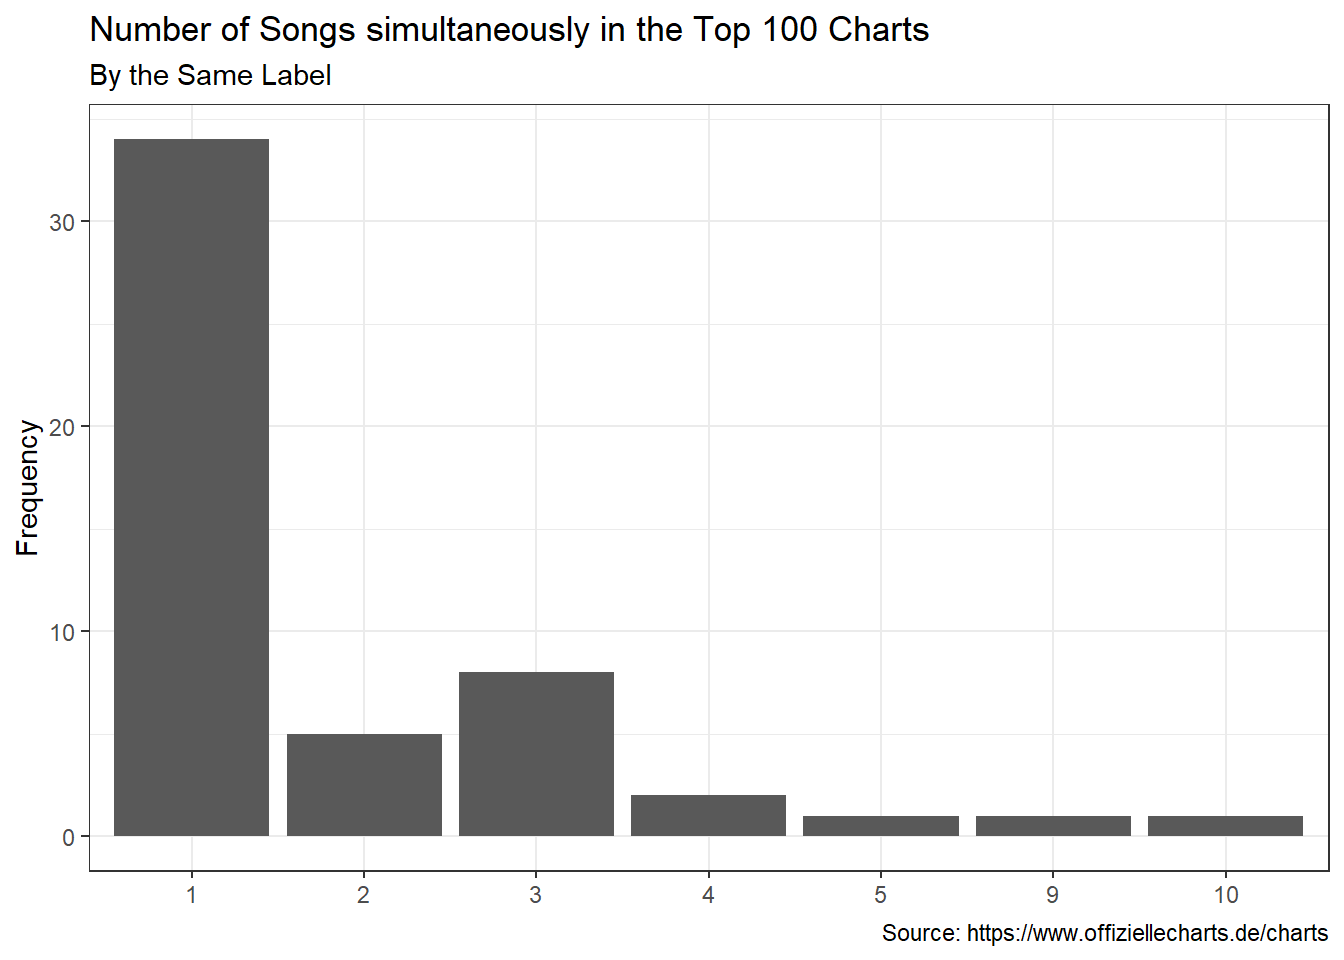 Number of Songs simultaneously in the Top 100 Charts
By the Same Label
Frequency
30
20
10
0
1 2 3 4 5 9 10
Source: https://www.offiziellecharts.de/charts